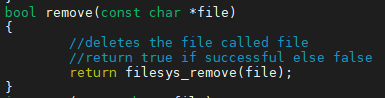 bool remove(const char *file)
{
        //deletes the file called file
        //return true if successful else false
        return filesys_remove(file);
}